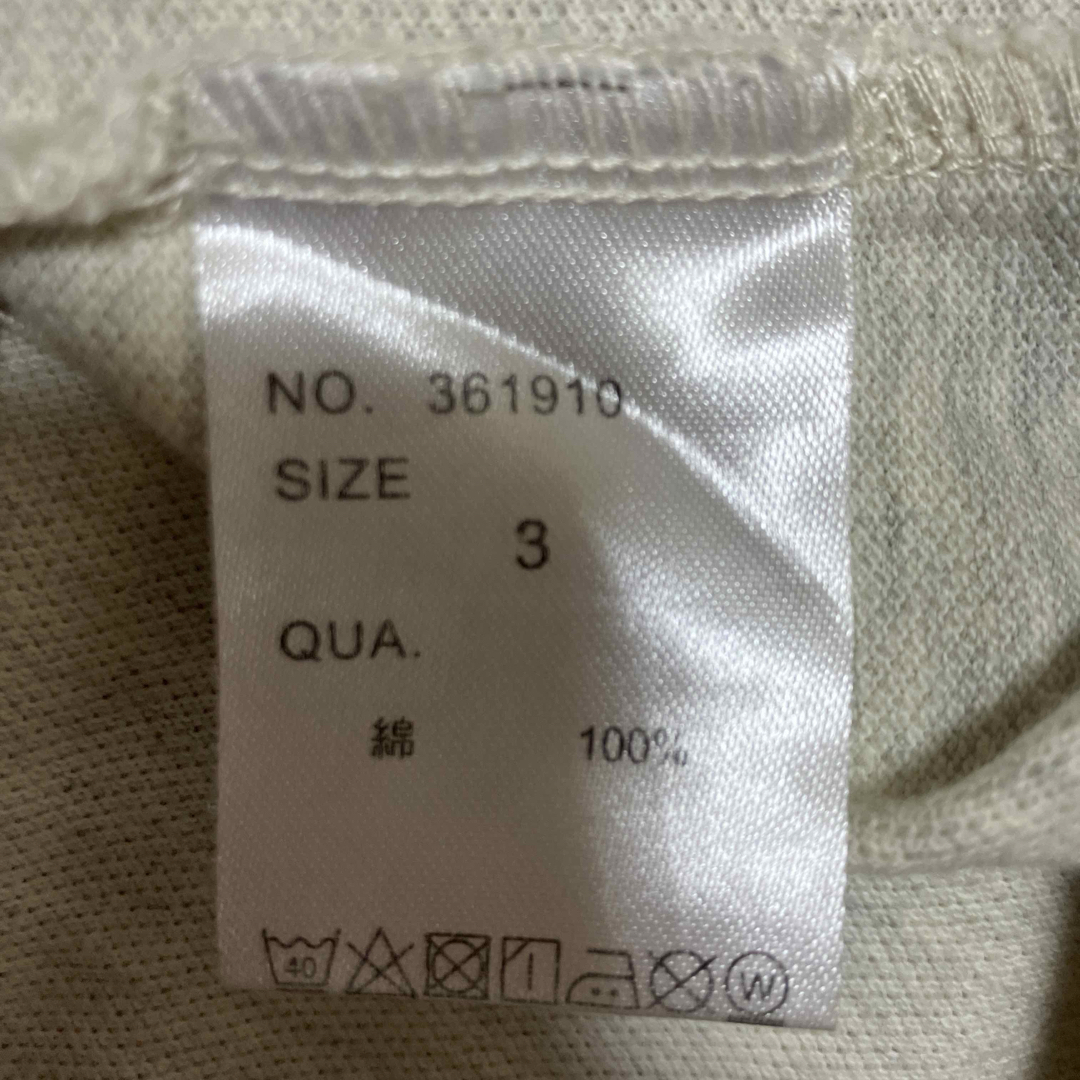 NO. 361910
SIZE
3
QUA.
綿 100%
40 W